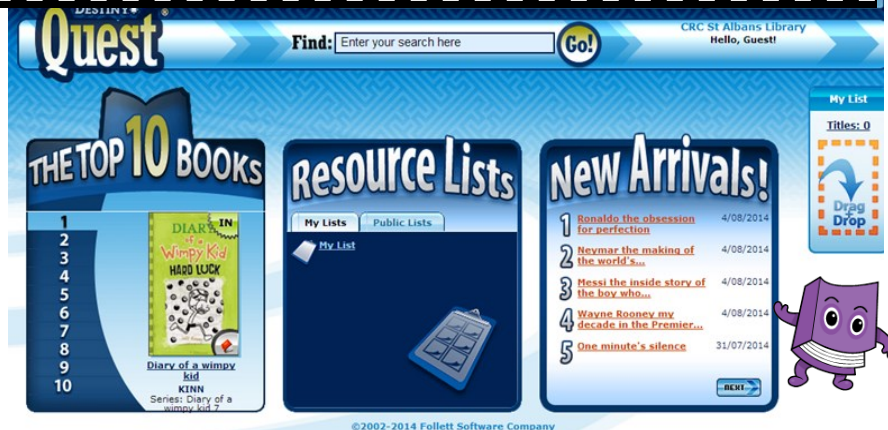 DESTINY
Quest
Find: Enter your search here Go!
CRC St Albans Library
Hello, Guest!
My List
Titles: 0
Drag
+
Drop
THE TOP 10 BOOKS
1
2
3
4
5
6
7
8
9
10
IN
DIARY
of a
Wimpy Kid
HARD LUCK
Diary of a wimpy
kid
KINN
Series: Diary of a
wimpy kid 7
Resource Lists
My Lists Public Lists
My List
New Arrivals!
1 Ronaldo the obsession 4/08/2014
for perfection
2 Neymar the making of 4/08/2014
the world's...
3 Messi the inside story of 4/08/2014
the boy who...
4 Wayne Rooney my 4/08/2014
decade in the Premier...
5 One minute's silence 31/07/2014
NEXT
©2002-2014 Follett Software Company